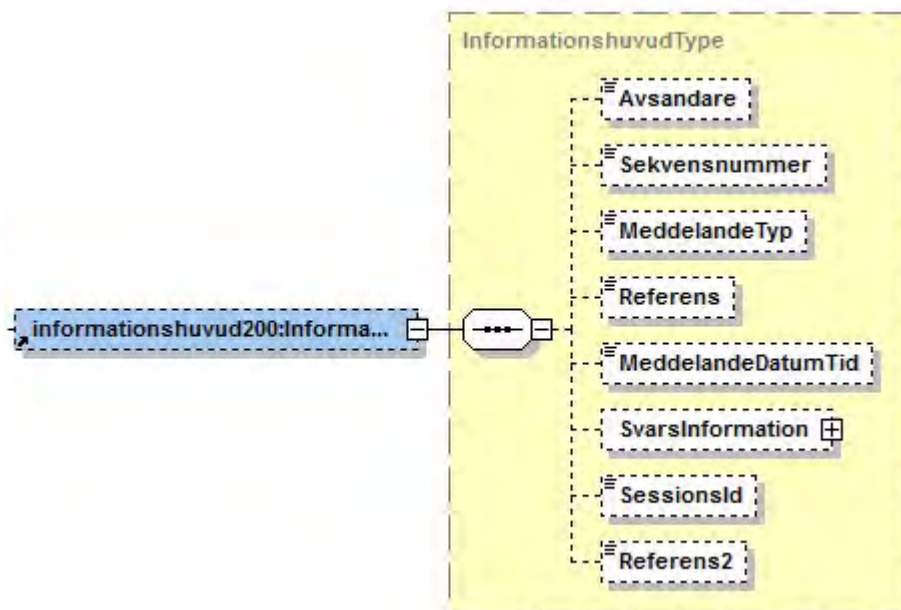 InformationshuvudType
Avsandare
Sekvensnummer
MeddelandeTyp
Referens
informationshuvud200:Informa...
MeddelandeDatumTid
SvarsInformation
SessionsId
Referens2